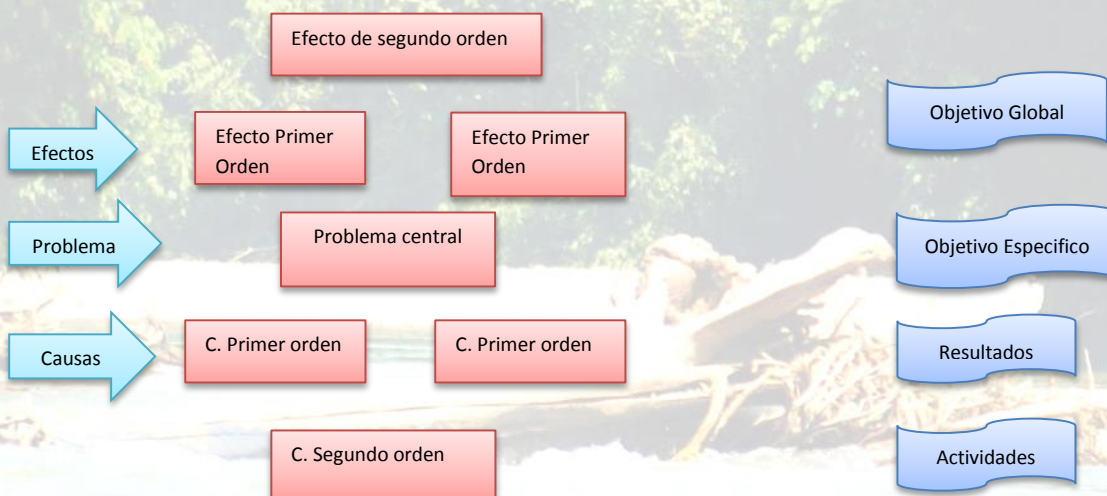 Efecto de segundo orden
Objetivo Global
Efectos
Efecto Primer
Orden
Efecto Primer
Orden
Problema
Problema central
Objetivo Especifico
Causas
C. Primer orden
C. Primer orden
Resultados
C. Segundo orden
Actividades